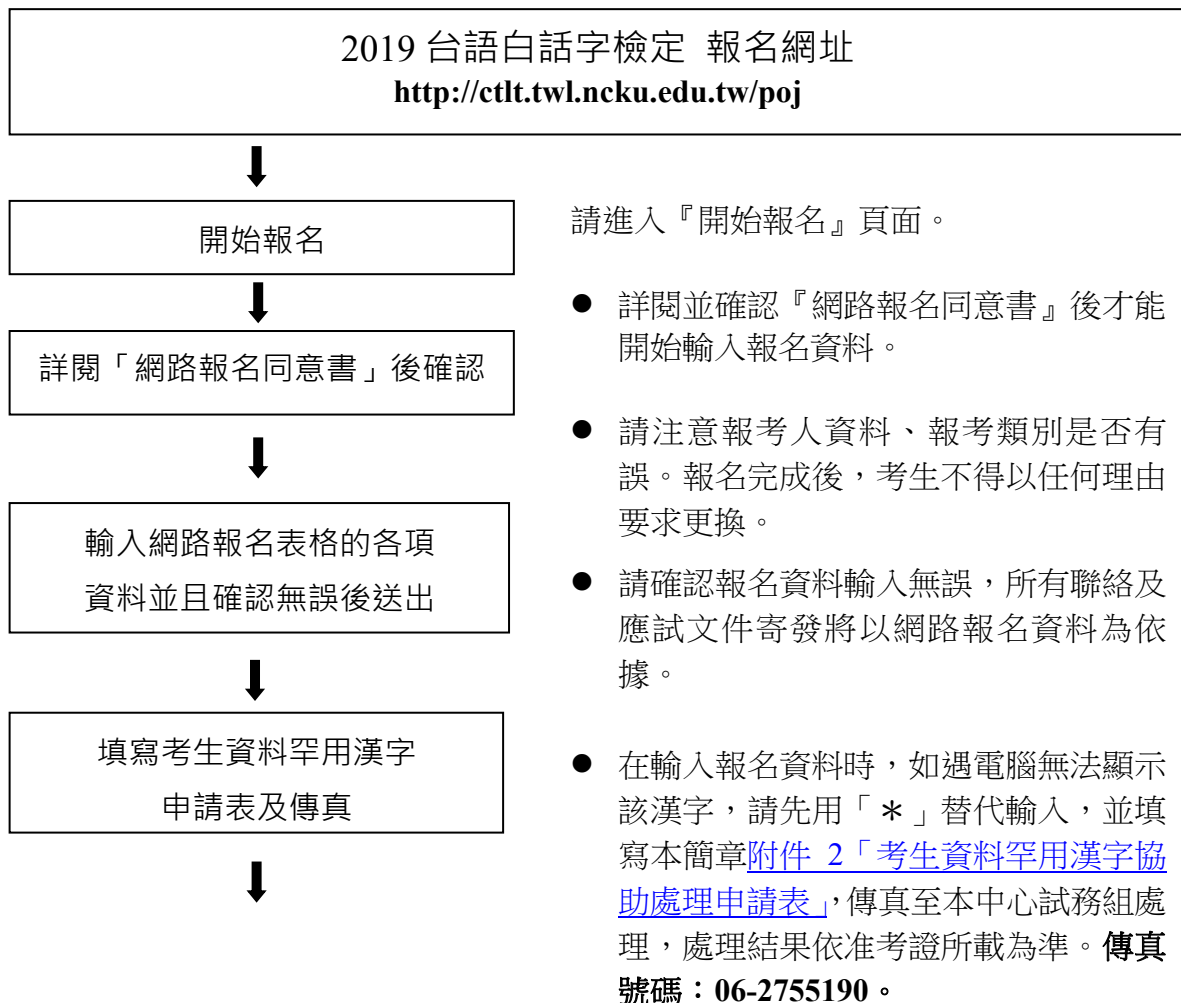 2019 台語白話字檢定 報名網址
http://ctlt.twl.ncku.edu.tw/poj
開始報名
請進入『開始報名』頁面。
詳閱「網路報名同意書」後確認
● 詳閱並確認『網路報名同意書』後才能
開始輸入報名資料。
輸入網路報名表格的各項
資料並且確認無誤後送出
● 請注意報考人資料、報考類別是否有
誤。報名完成後，考生不得以任何理由
要求更換。
● 請確認報名資料輸入無誤，所有聯絡及
應試文件寄發將以網路報名資料為依
據。
填寫考生資料罕用漢字
申請表及傳真
● 在輸入報名資料時，如遇電腦無法顯示
該漢字，請先用「＊」替代輸入，並填
寫本簡章附件 2「考生資料罕用漢字協
助處理申請表」，傳真至本中心試務組處
理，處理結果依准考證所載為準。傳真
號碼：06-2755190。